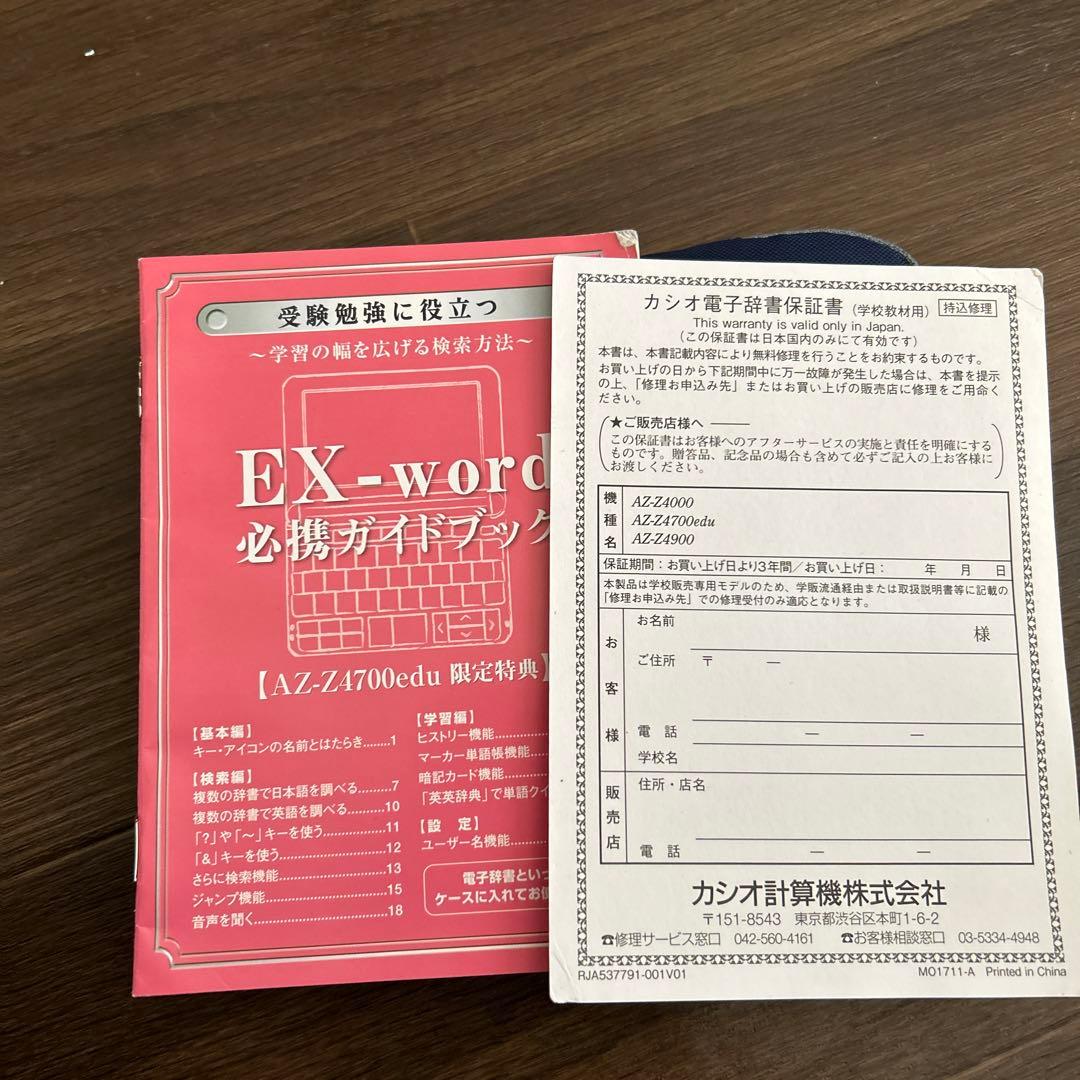 受験勉強に役立つ
～学習の幅を広げる検索方法～
EX-word
必携ガイドブック
【AZ-Z4700edu 限定特典】
【基本編】
キー・アイコンの名前とはたらき........1
【検索編】
複数の辞書で日本語を調べる.........7
複数の辞書で英語を調べる..........10
「?」や「～」キーを使う...............11
「&」キーを使う.........................12
さらに検索機能.........................13
ジャンプ機能............................15
音声を聞く...............................18
【学習編】
ヒストリー機能
マーカー単語帳機能
暗記カード機能
「英英辞典」で単語クイ
【設 定】
ユーザー名機能
電子辞書といっ
ケースに入れてお使
カシオ電子辞書保証書（学校教材用） 持込修理
This warranty is valid only in Japan.
（この保証書は日本国内のみにて有効です）
本書は、本書記載内容により無料修理を行うことをお約束するものです。
お買い上げの日から下記期間中に万一故障が発生した場合は、本書を提示
の上、「修理お申込み先」またはお買い上げの販売店に修理をご用命く
ださい。
★ご販売店様へ
この保証書はお客様へのアフターサービスの実施と責任を明確にする
ものです。贈答品、記念品の場合も含めて必ずご記入の上お客様に
お渡しください。
機種名
AZ-Z4000
AZ-Z4700edu
AZ-Z4900
保証期間：お買い上げ日より3年間／お買い上げ日： 年 月 日
本製品は学校販売専用モデルのため、学販流通経由または取扱説明書等に記載の
「修理お申込み先」での修理受付のみ適応となります。
お客様
お名前 様
ご住所 〒 ―
電 話 ― ―
学校名
販売店
住所・店名
電 話 ― ―
カシオ計算機株式会社
〒151-8543 東京都渋谷区本町1-6-2
☎修理サービス窓口 042-560-4161 ☎お客様相談窓口 03-5334-4948
RJA537791-001V01 MO1711-A Printed in China